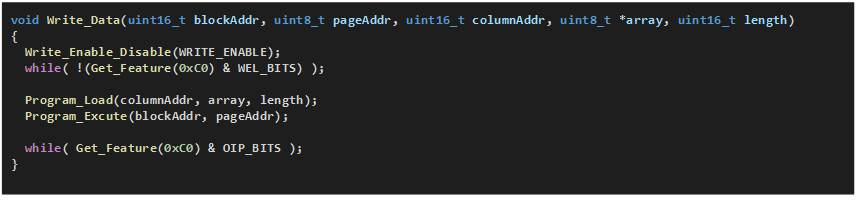 void Write_Data(uint16_t blockAddr, uint8_t pageAddr, uint16_t columnAddr, uint8_t *array, uint16_t length)
{
  Write_Enable_Disable(WRITE_ENABLE);
  while( !(Get_Feature(0xC0) & WEL_BITS) );

  Program_Load(columnAddr, array, length);
  Program_Excute(blockAddr, pageAddr);

  while( Get_Feature(0xC0) & OIP_BITS );
}